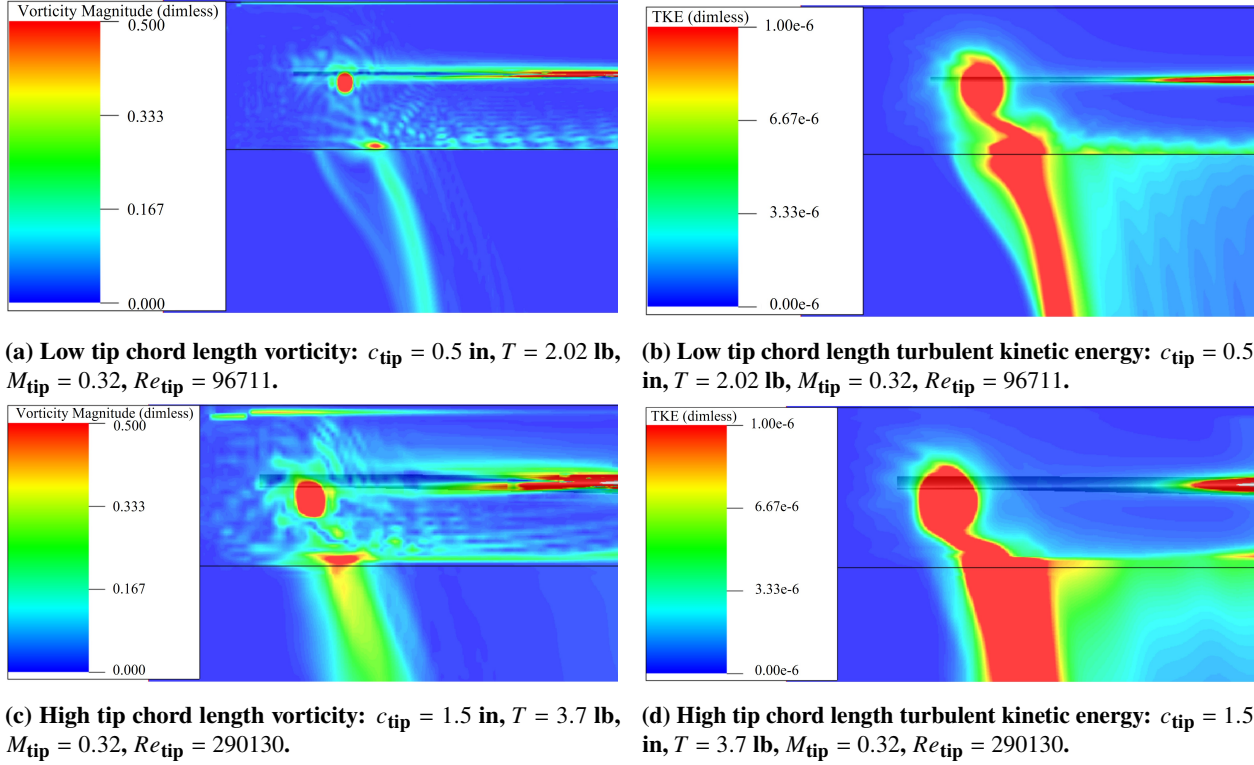 Vorticity Magnitude (dimless)
0.500
0.333
0.167
0.000
TKE (dimless)
1.00e-6
6.67e-6
3.33e-6
0.00e-6
(a) Low tip chord length vorticity: c_tip = 0.5 in, T = 2.02 lb,
M_tip = 0.32, Re_tip = 96711.
(b) Low tip chord length turbulent kinetic energy: c_tip = 0.5
in, T = 2.02 lb, M_tip = 0.32, Re_tip = 96711.
Vorticity Magnitude (dimless)
0.500
0.333
0.167
0.000
TKE (dimless)
1.00e-6
6.67e-6
3.33e-6
0.00e-6
(c) High tip chord length vorticity: c_tip = 1.5 in, T = 3.7 lb,
M_tip = 0.32, Re_tip = 290130.
(d) High tip chord length turbulent kinetic energy: c_tip = 1.5
in, T = 3.7 lb, M_tip = 0.32, Re_tip = 290130.